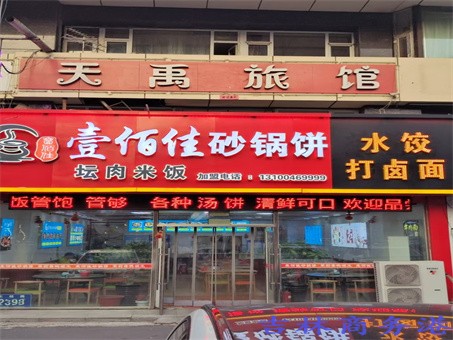 天禹旅馆
壹佰佳砂锅饼
坛肉米饭 加盟电话 13100469999
水饺
打卤面
饭管饱 管够 各种汤饼 清鲜可口 欢迎品
2398